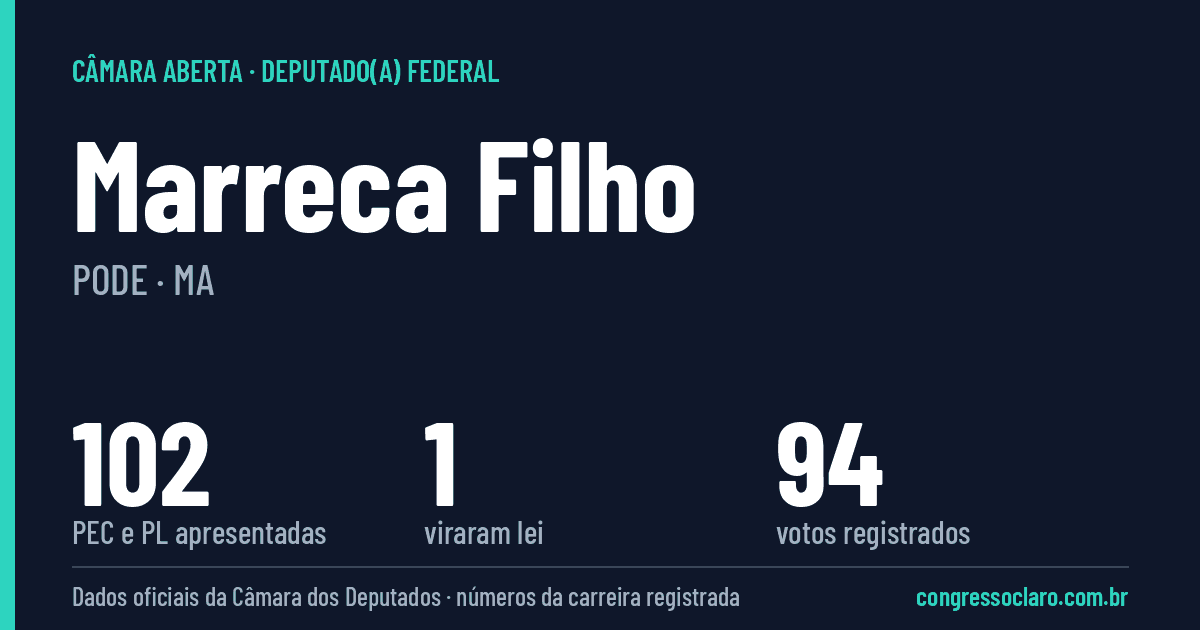 CÂMARA ABERTA · DEPUTADO(A) FEDERAL
Marreca Filho
PODE · MA
102
PEC e PL apresentadas
1
viraram lei
94
votos registrados
Dados oficiais da Câmara dos Deputados · números da carreira registrada
congressoclaro.com.br